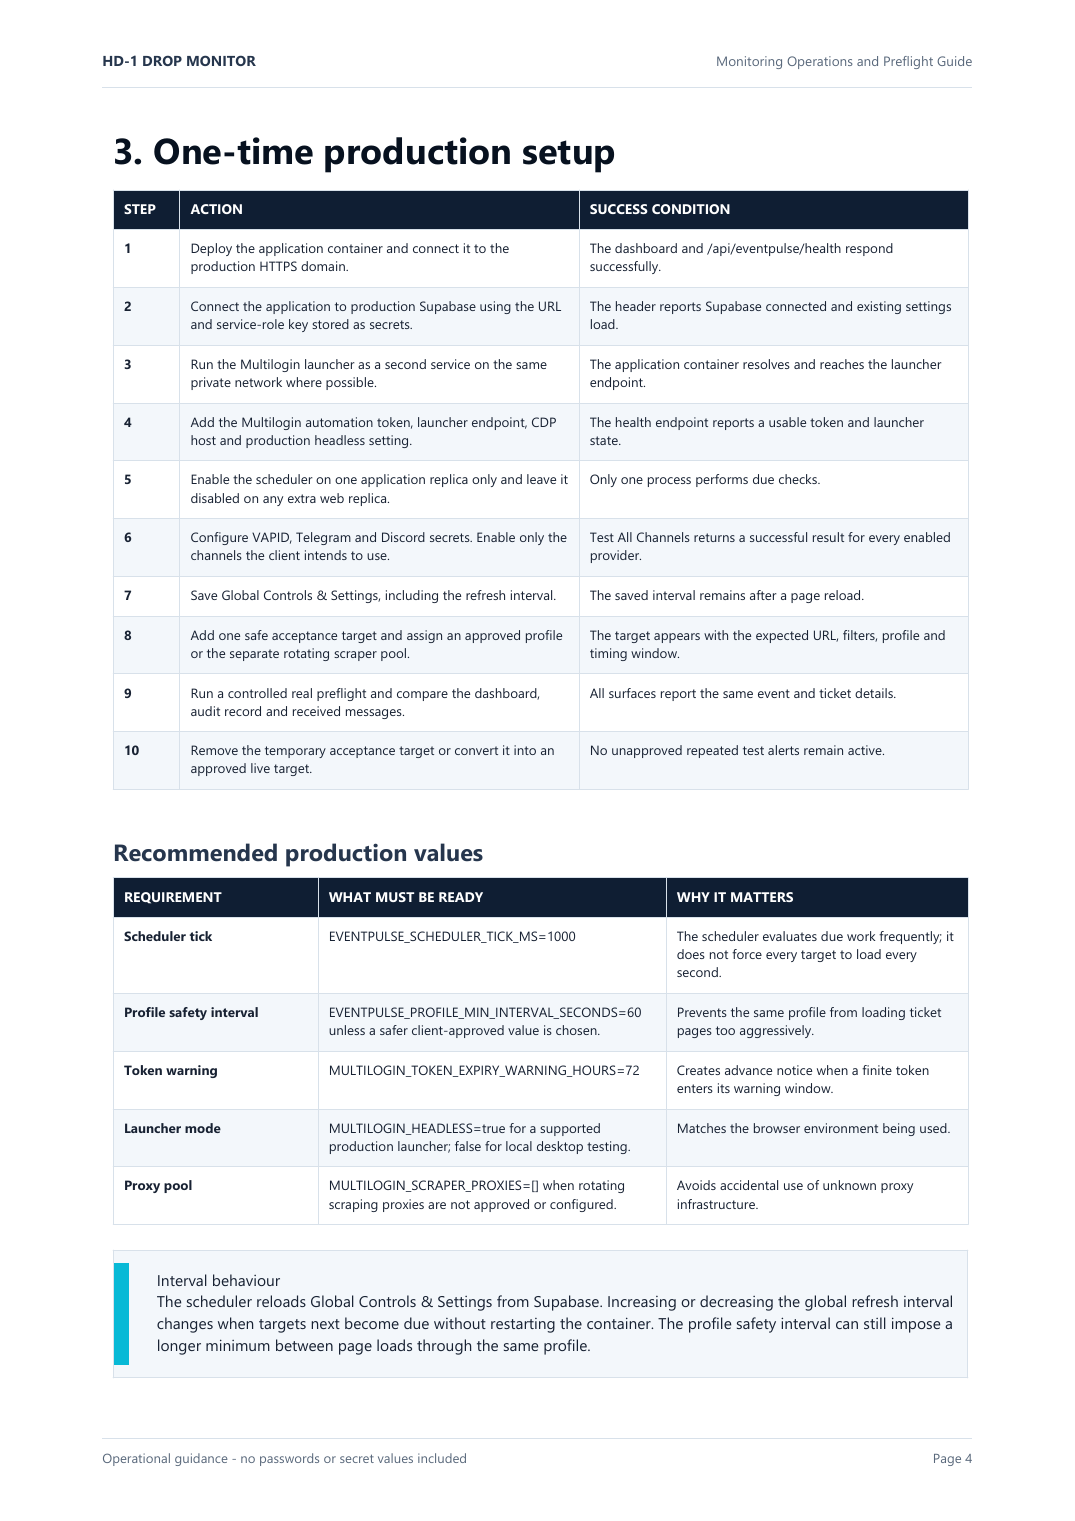 HD-1 DROP MONITOR
Monitoring Operations and Preflight Guide
3. One-time production setup
STEP
ACTION
SUCCESS CONDITION
1
Deploy the application container and connect it to the
production HTTPS domain.
The dashboard and /api/eventpulse/health respond
successfully.
2
Connect the application to production Supabase using the URL
and service-role key stored as secrets.
The header reports Supabase connected and existing settings
load.
3
Run the Multilogin launcher as a second service on the same
private network where possible.
The application container resolves and reaches the launcher
endpoint.
4
Add the Multilogin automation token, launcher endpoint, CDP
host and production headless setting.
The health endpoint reports a usable token and launcher
state.
5
Enable the scheduler on one application replica only and leave it
disabled on any extra web replica.
Only one process performs due checks.
6
Configure VAPID, Telegram and Discord secrets. Enable only the
channels the client intends to use.
Test All Channels returns a successful result for every enabled
provider.
7
Save Global Controls & Settings, including the refresh interval.
The saved interval remains after a page reload.
8
Add one safe acceptance target and assign an approved profile
or the separate rotating scraper pool.
The target appears with the expected URL, filters, profile and
timing window.
9
Run a controlled real preflight and compare the dashboard,
audit record and received messages.
All surfaces report the same event and ticket details.
10
Remove the temporary acceptance target or convert it into an
approved live target.
No unapproved repeated test alerts remain active.
Recommended production values
REQUIREMENT
WHAT MUST BE READY
WHY IT MATTERS
Scheduler tick
EVENTPULSE_SCHEDULER_TICK_MS=1000
The scheduler evaluates due work frequently; it
does not force every target to load every
second.
Profile safety interval
EVENTPULSE_PROFILE_MIN_INTERVAL_SECONDS=60
unless a safer client-approved value is chosen.
Prevents the same profile from loading ticket
pages too aggressively.
Token warning
MULTILOGIN_TOKEN_EXPIRY_WARNING_HOURS=72
Creates advance notice when a finite token
enters its warning window.
Launcher mode
MULTILOGIN_HEADLESS=true for a supported
production launcher; false for local desktop testing.
Matches the browser environment being used.
Proxy pool
MULTILOGIN_SCRAPER_PROXIES=[] when rotating
scraping proxies are not approved or configured.
Avoids accidental use of unknown proxy
infrastructure.
Interval behaviour
The scheduler reloads Global Controls & Settings from Supabase. Increasing or decreasing the global refresh interval
changes when targets next become due without restarting the container. The profile safety interval can still impose a
longer minimum between page loads through the same profile.
Operational guidance - no passwords or secret values included
Page 4